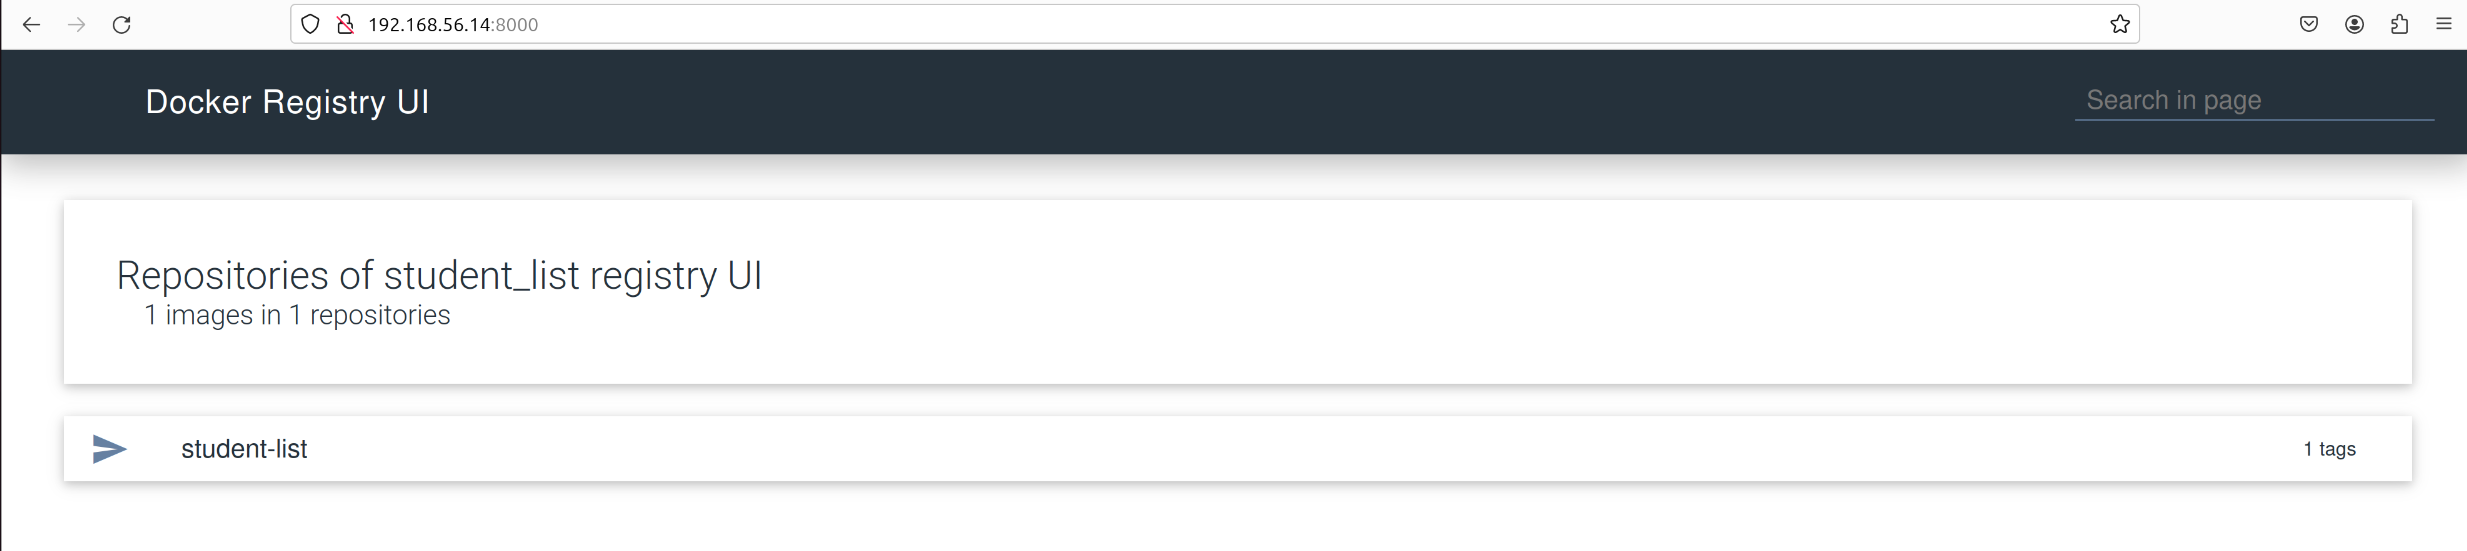 192.168.56.14:8000
Docker Registry UI
Search in page
Repositories of student_list registry UI
1 images in 1 repositories
student-list
1 tags